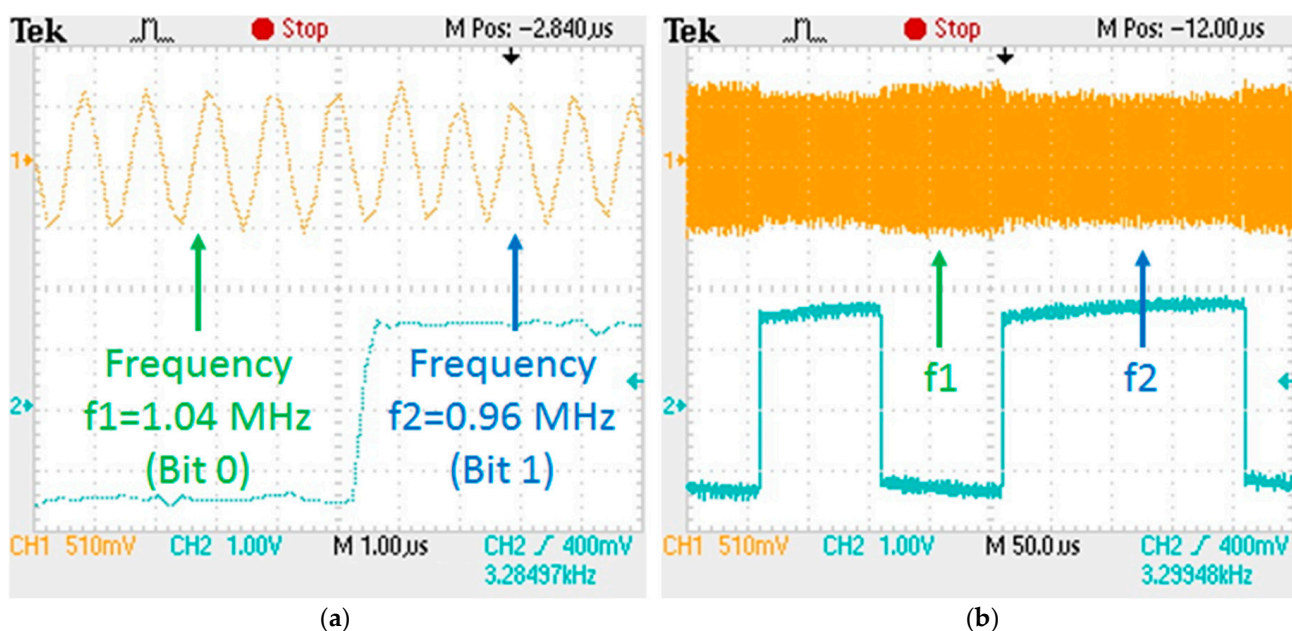 Tek Stop M Pos: -2.840µs
1
Frequency
f1=1.04 MHz
(Bit 0)
Frequency
f2=0.96 MHz
(Bit 1)
2
CH1 510mV CH2 1.00V M 1.00µs CH2 400mV
3.28497kHz
(a)
Tek Stop M Pos: -12.00µs
1
f1
f2
2
CH1 510mV CH2 1.00V M 50.0µs CH2 400mV
3.29948kHz
(b)